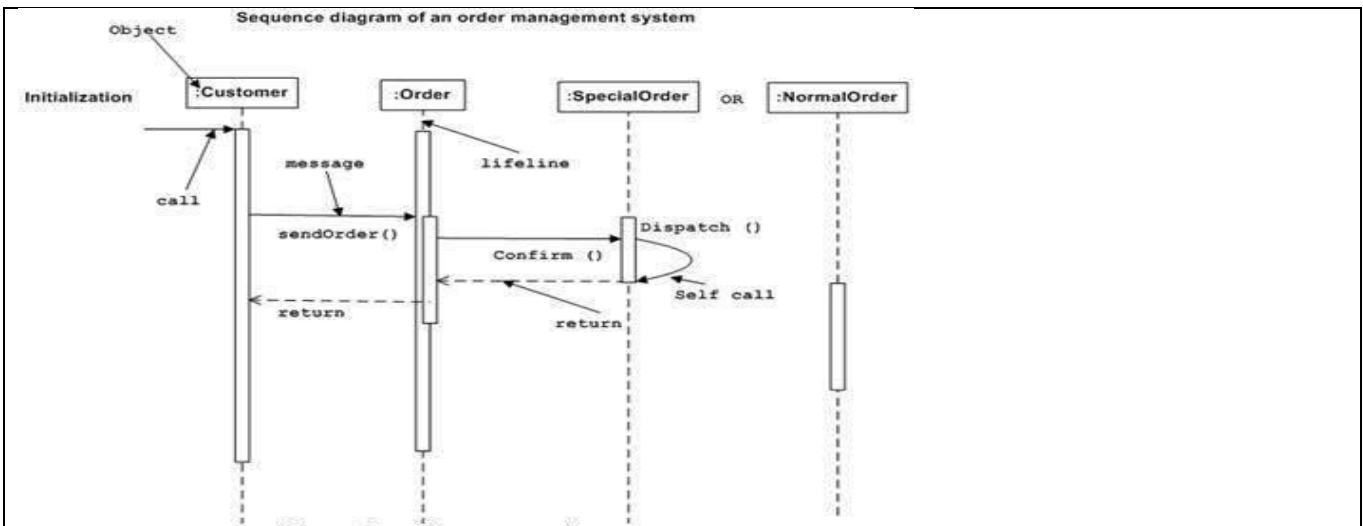 Sequence diagram of an order management system
Object
Initialization
:Customer
:Order
:SpecialOrder
OR
:NormalOrder
message
lifeline
call
sendOrder()
Dispatch ()
Confirm ()
Self call
return
return